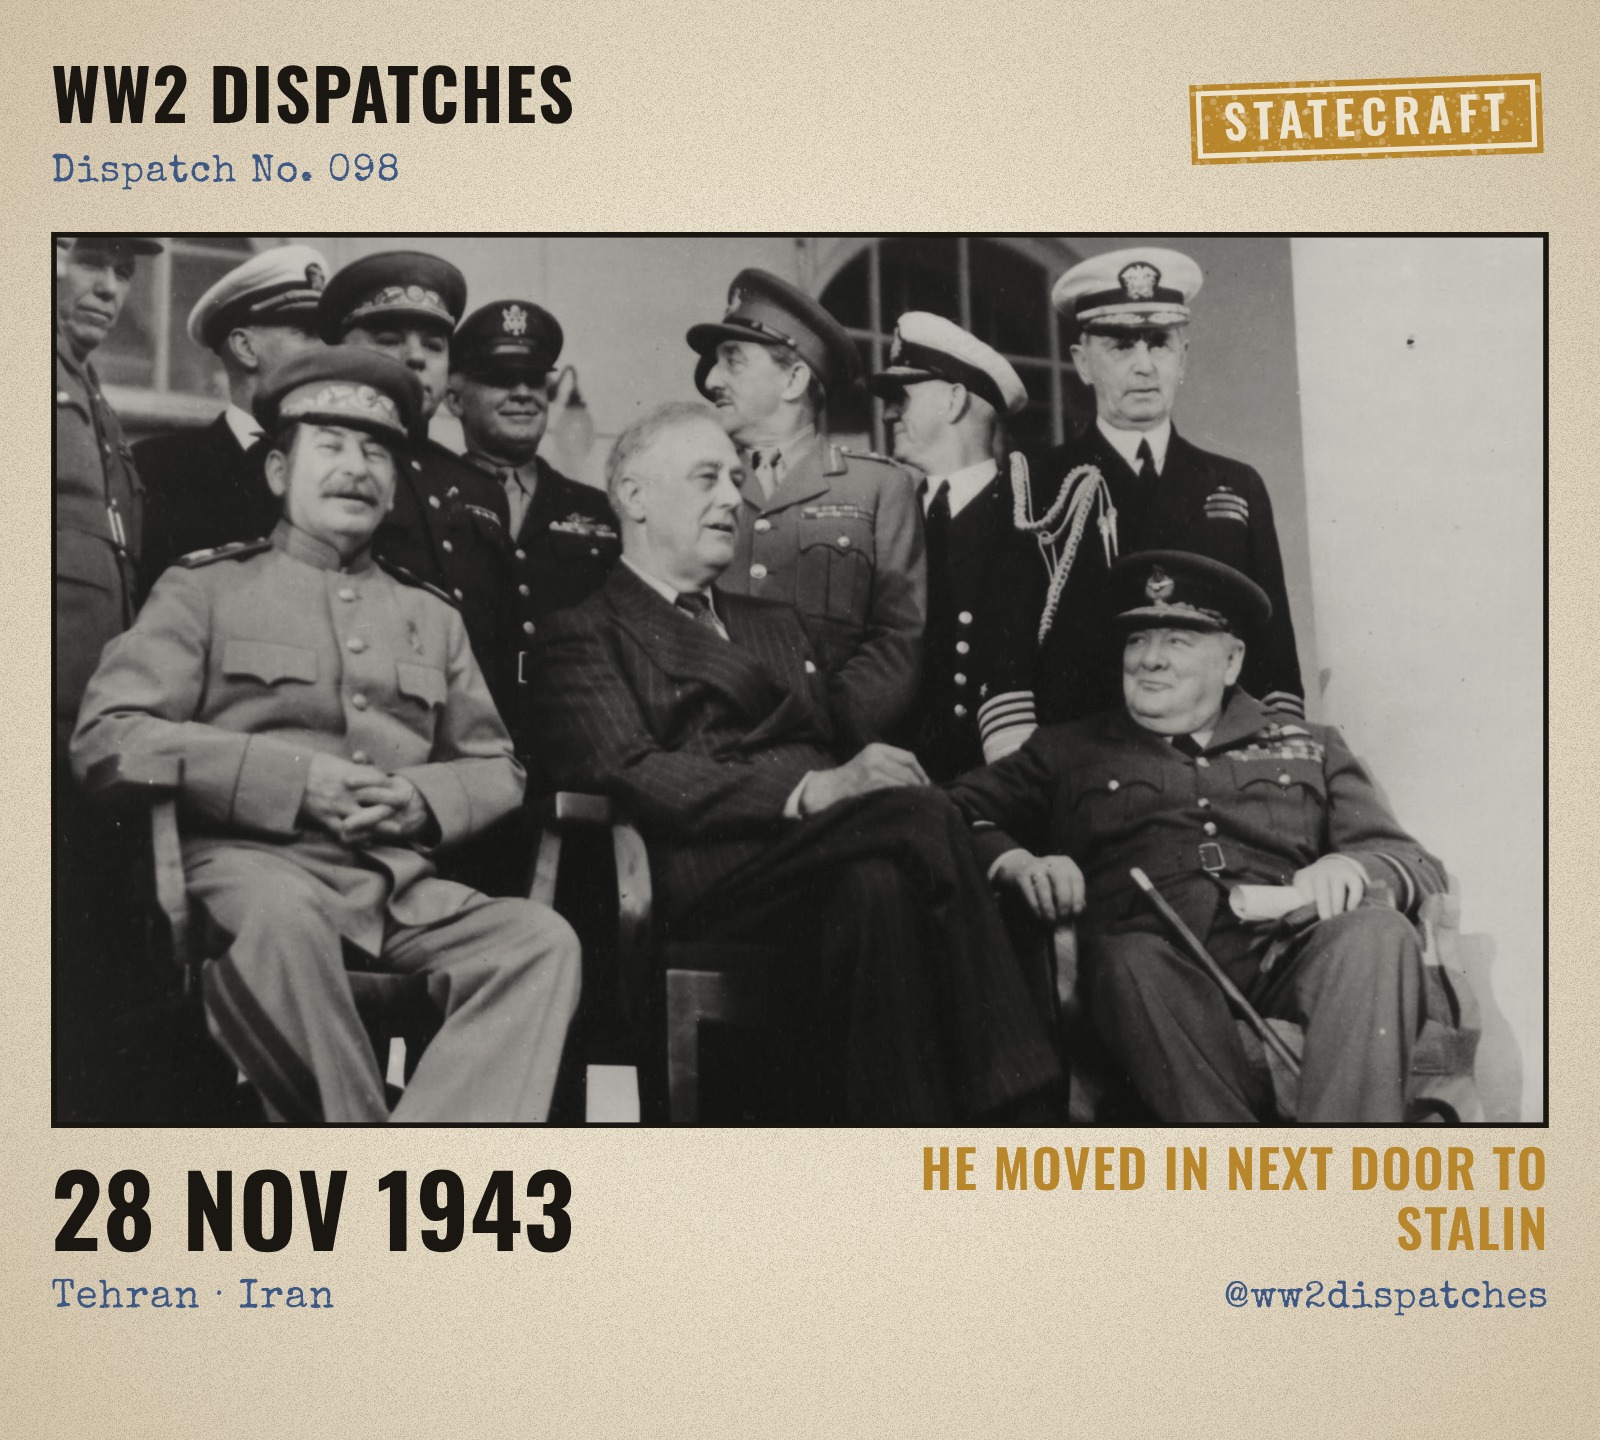 WW2 DISPATCHES
Dispatch No. 098
STATECRAFT
28 NOV 1943
Tehran · Iran
HE MOVED IN NEXT DOOR TO
STALIN
@ww2dispatches